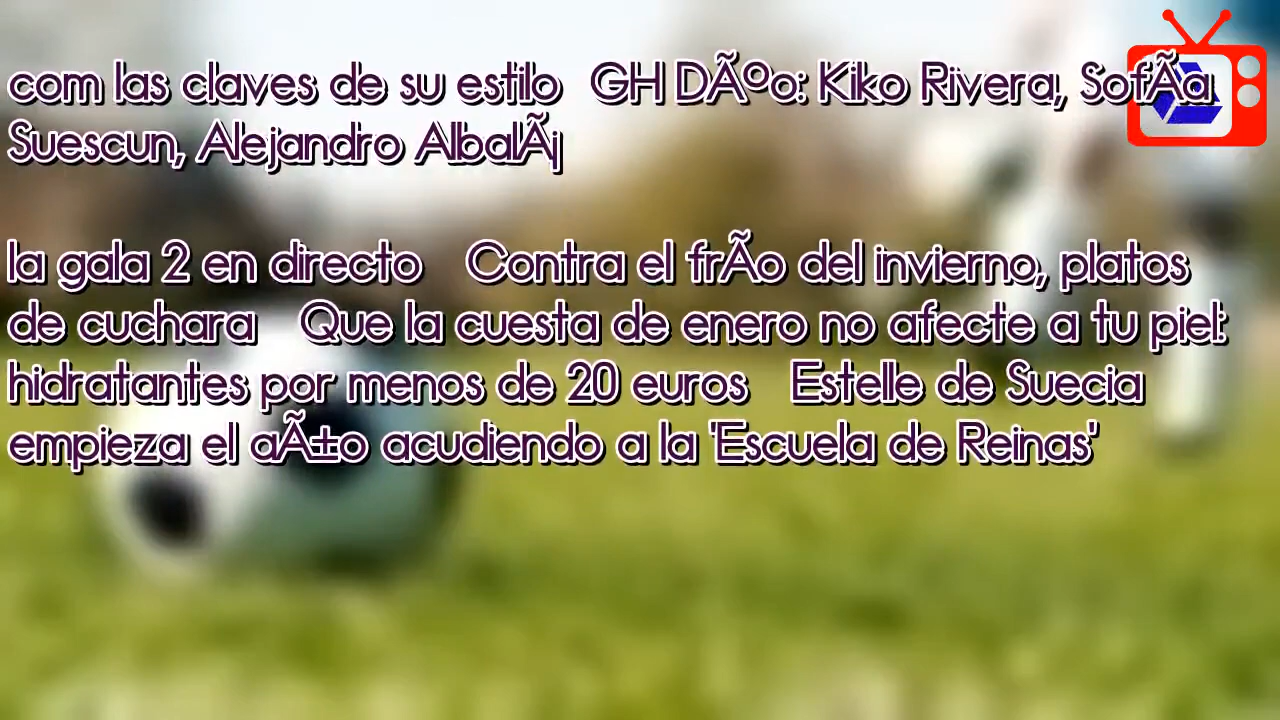 com las claves de su estilo GH DÃºo: Kiko Rivera, SofÃ­a
Suescun, Alejandro AlbalÃ¡
la gala 2 en directo Contra el frÃ­o del invierno, platos
de cuchara Que la cuesta de enero no afecte a tu piel:
hidratantes por menos de 20 euros Estelle de Suecia
empieza el aÃ±o acudiendo a la 'Escuela de Reinas'